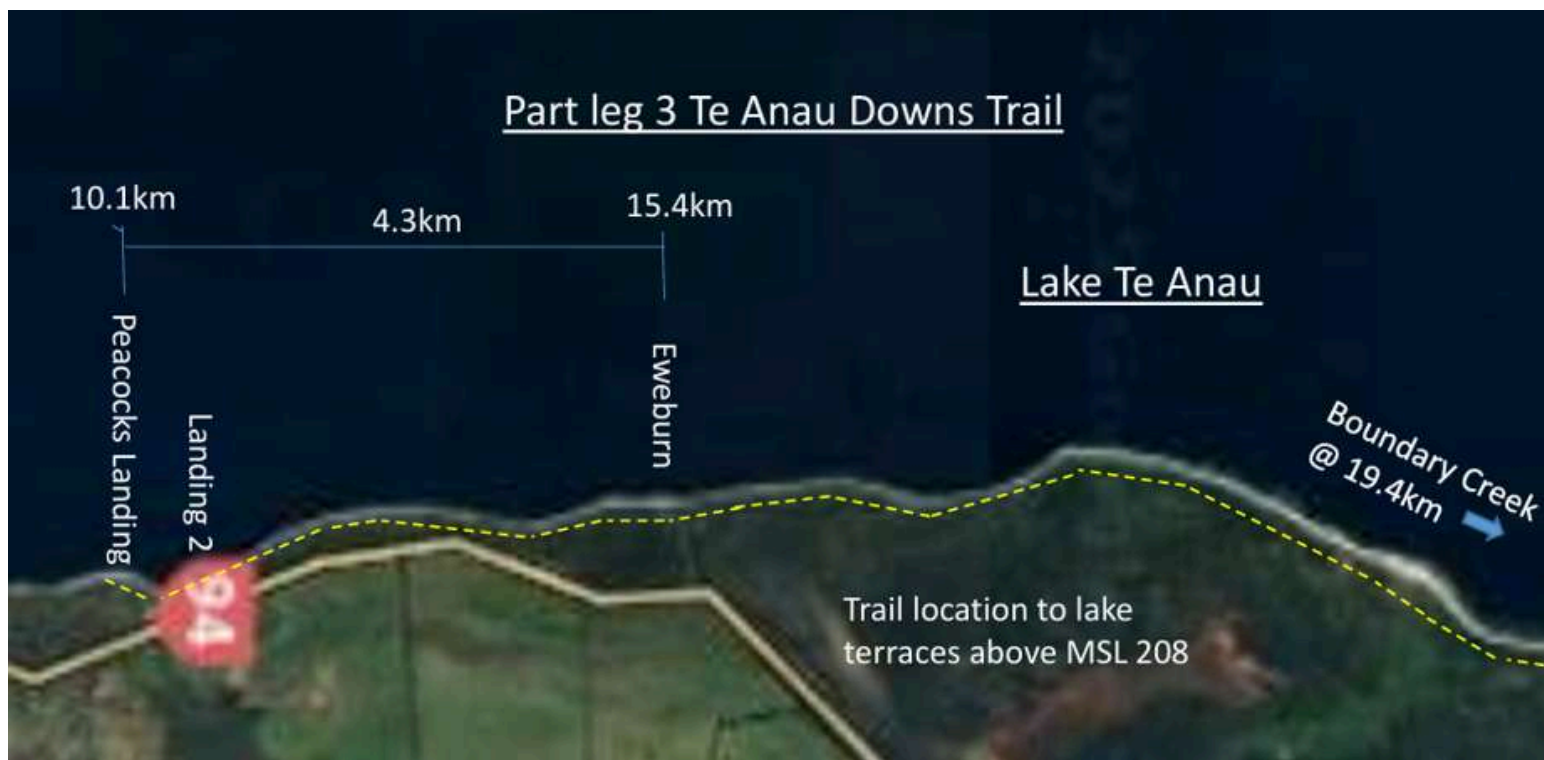 Part leg 3 Te Anau Downs Trail
10.1km
4.3km
15.4km
Lake Te Anau
Peacocks Landing
Landing 2
Eweburn
Boundary Creek
@ 19.4km
94
Trail location to lake
terraces above MSL 208